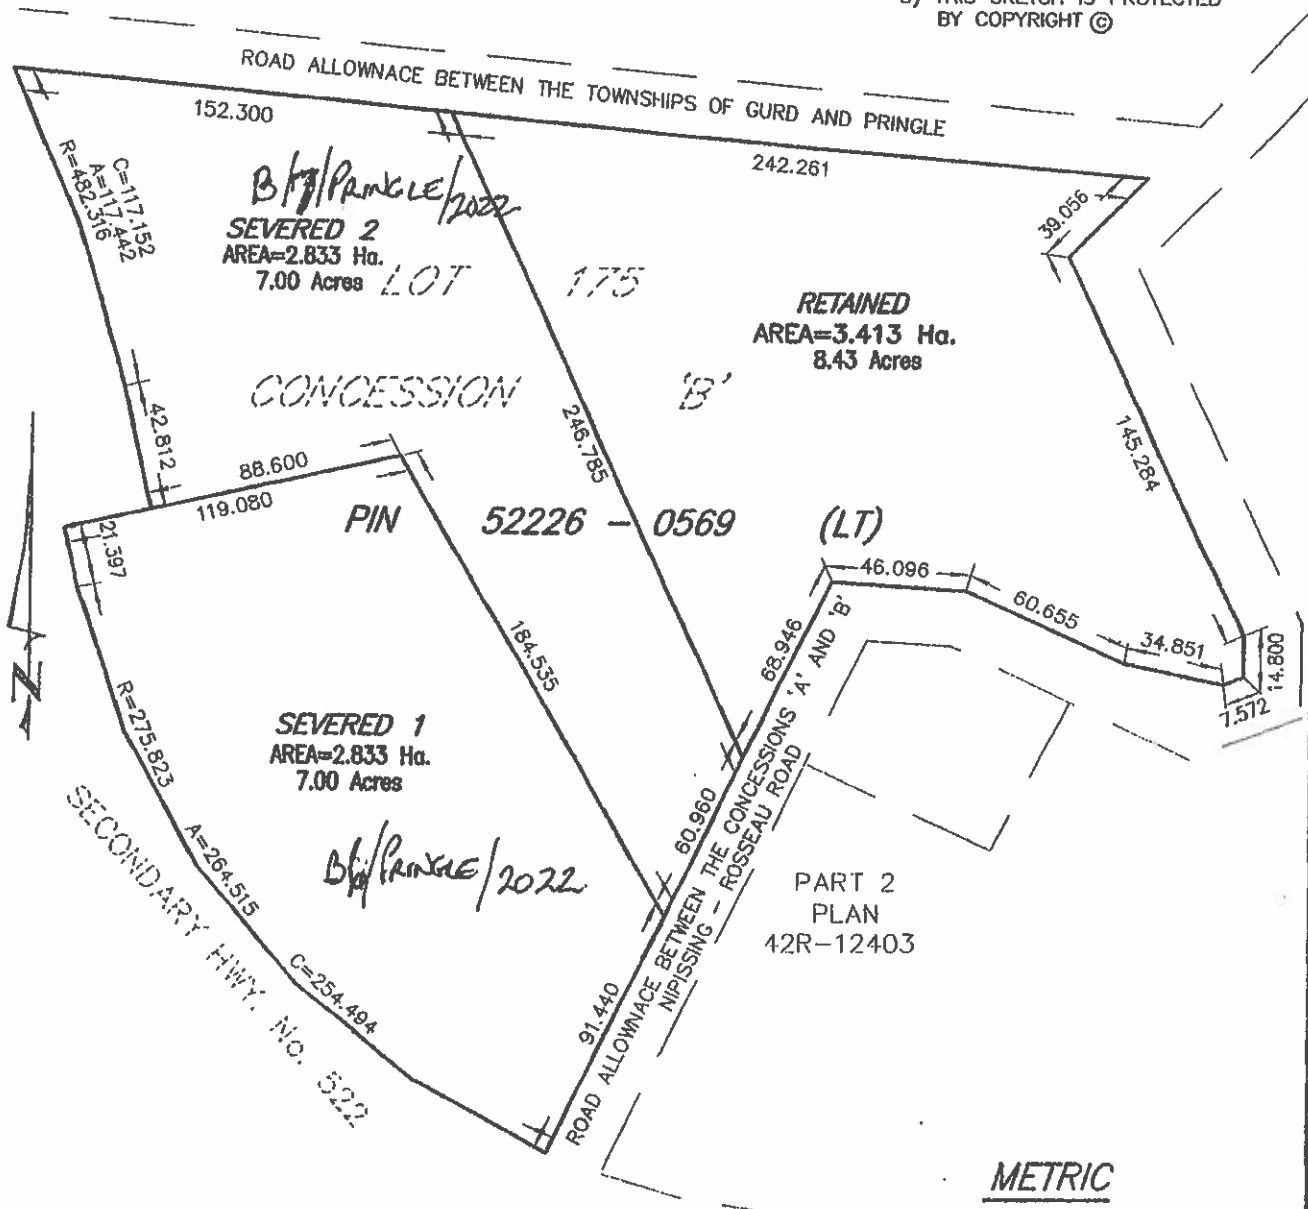 BY COPYRIGHT ©
ROAD ALLOWNACE BETWEEN THE TOWNSHIPS OF GURD AND PRINGLE
152.300
242.261
39.056
C=117.152
A=117.442
R=482.316
PRINGLE/2022
SEVERED 2
AREA=2.833 Ha.
7.00 Acres
LOT 175
RETAINED
AREA=3.413 Ha.
8.43 Acres
CONCESSION 'B'
42.812
246.785
145.284
88.600
119.080
PIN 52226 - 0569 (LT)
21.397
46.096
60.655
34.851
14.800
7.572
184.535
68.946
R=275.823
SEVERED 1
AREA=2.833 Ha.
7.00 Acres
60.960
A=264.515
PRINGLE/2022
C=254.494
SECONDARY HWY. No. 522
91.440
ROAD ALLOWNACE BETWEEN THE CONCESSIONS 'A' AND 'B'
NIPISSING - ROSSEAU ROAD
PART 2
PLAN
42R-12403
N
METRIC